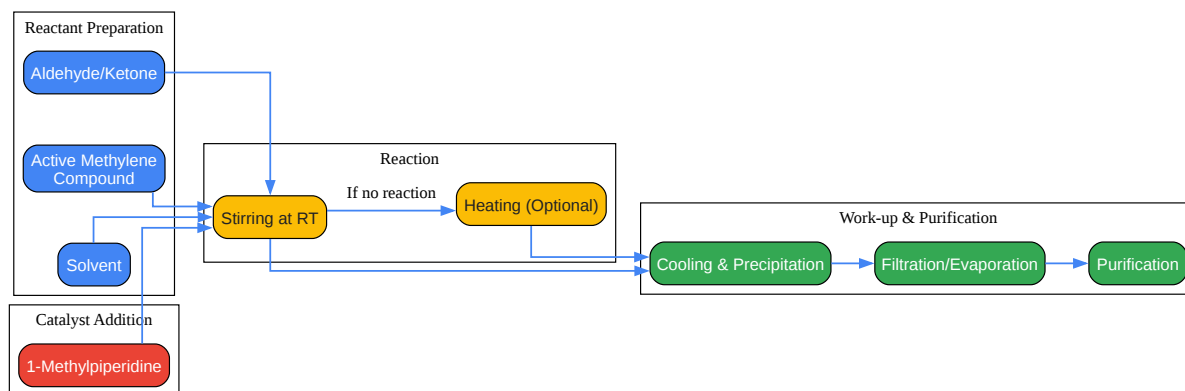 Reactant Preparation
Aldehyde/Ketone
Active Methylene
Compound
Solvent
Catalyst Addition
1-Methylpiperidine
Reaction
If no reaction
Stirring at RT
Heating (Optional)
Work-up & Purification
Cooling & Precipitation
Filtration/Evaporation
Purification